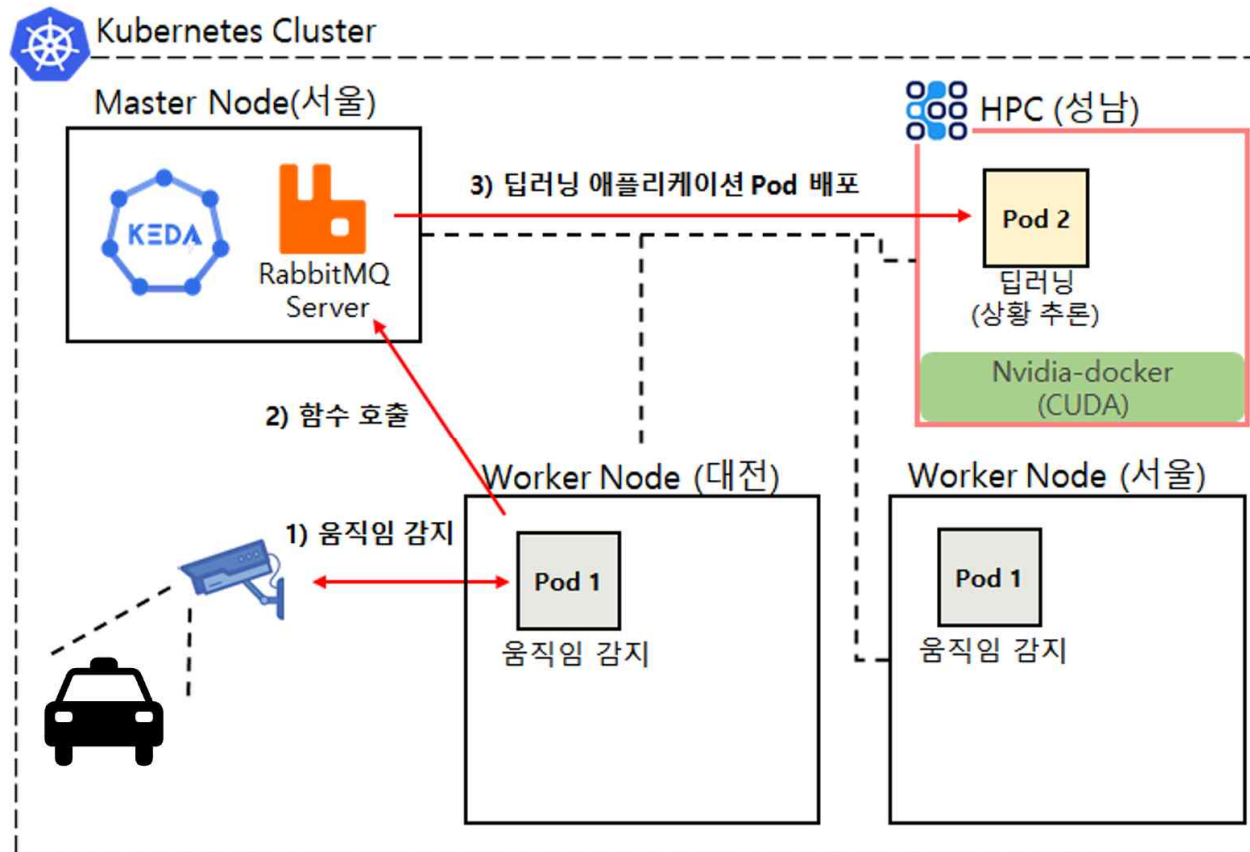 Kubernetes Cluster
Master Node(서울)
KEDA
RabbitMQ
Server
3) 딥러닝 애플리케이션 Pod 배포
HPC (성남)
Pod 2
딥러닝
(상황 추론)
Nvidia-docker
(CUDA)
2) 함수 호출
1) 움직임 감지
Worker Node (대전)
Pod 1
움직임 감지
Worker Node (서울)
Pod 1
움직임 감지